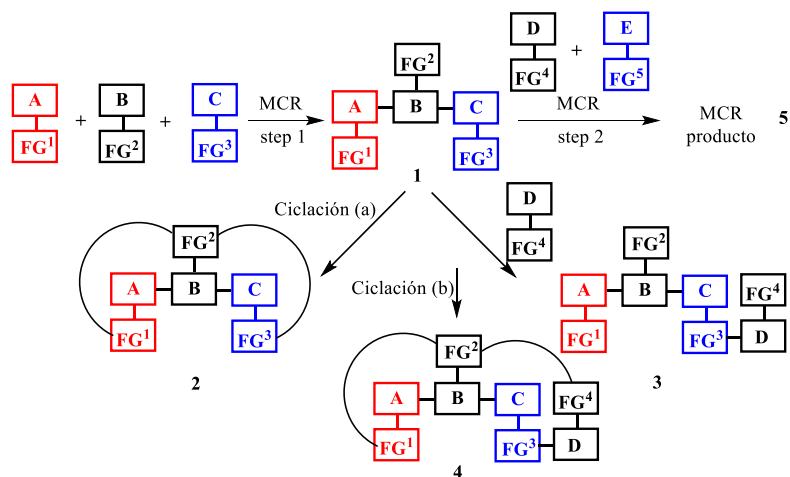 D
E
FG²
FG⁴
+
FG⁵
A
B
C
MCR
A
B
C
MCR
MCR
5
FG¹
+
FG²
+
FG³
step 1
FG¹
FG³
step 2
producto
1
D
FG⁴
Ciclación (a)
FG²
FG²
A
B
C
Ciclación (b)
A
B
C
FG⁴
FG¹
FG³
FG²
FG¹
FG³
D
2
3
A
B
C
FG⁴
FG¹
FG³
D
4